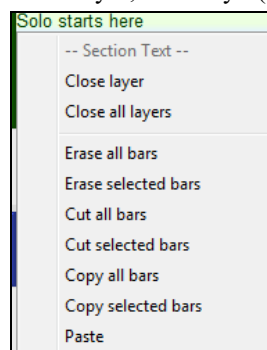 Solo starts here
-- Section Text --
Close layer
Close all layers
Erase all bars
Erase selected bars
Cut all bars
Cut selected bars
Copy all bars
Copy selected bars
Paste